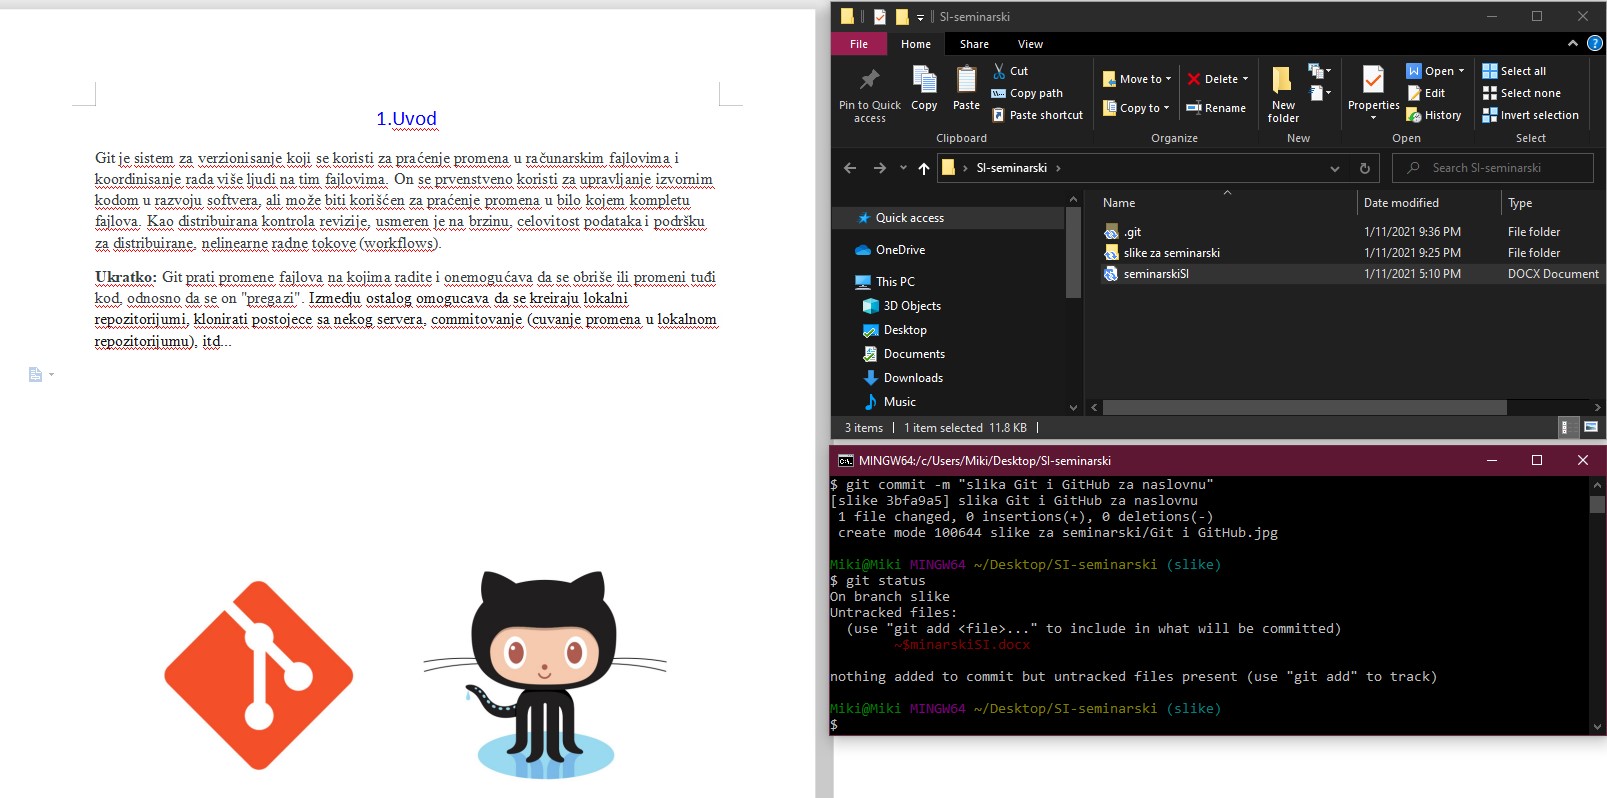 1.Uvod
Git je sistem za verzionisanje koji se koristi za praćenje promena u računarskim fajlovima i
koordinisanje rada više ljudi na tim fajlovima. On se prvenstveno koristi za upravljanje izvornim
kodom u razvoju softvera, ali može biti korišćen za praćenje promena u bilo kojem kompletu
fajlova. Kao distribuirana kontrola revizije, usmeren je na brzinu, celovitost podataka i podršku
za distribuirane, nelinearne radne tokove (workflows).
Ukratko: Git prati promene fajlova na kojima radite i onemogućava da se obriše ili promeni tuđi
kod, odnosno da se on "pregazi". Izmedju ostalog omogucava da se kreiraju lokalni
repozitorijumi, klonirati postojece sa nekog servera, commitovanje (cuvanje promena u lokalnom
repozitorijumu), itd...
SI-seminarski
File Home Share View
Pin to Quick access
Copy
Paste
Cut
Copy path
Paste shortcut
Clipboard
Move to
Copy to
Delete
Rename
Organize
New folder
New
Properties
Open
Edit
History
Open
Select all
Select none
Invert selection
Select
SI-seminarski
Search SI-seminarski
Quick access
OneDrive
This PC
3D Objects
Desktop
Documents
Downloads
Music
Name Date modified Type
.git 1/11/2021 9:36 PM File folder
slike za seminarski 1/11/2021 9:25 PM File folder
seminarskiSI 1/11/2021 5:10 PM DOCX Document
3 items 1 item selected 11.8 KB
MINGW64:/c/Users/Miki/Desktop/SI-seminarski
$ git commit -m "slika Git i GitHub za naslovnu"
[slike 3bfa9a5] slika Git i GitHub za naslovnu
1 file changed, 0 insertions(+), 0 deletions(-)
create mode 100644 slike za seminarski/Git i GitHub.jpg
Miki@Miki MINGW64 ~/Desktop/SI-seminarski (slike)
$ git status
On branch slike
Untracked files:
(use "git add <file>..." to include in what will be committed)
~$minarskiSI.docx
nothing added to commit but untracked files present (use "git add" to track)
Miki@Miki MINGW64 ~/Desktop/SI-seminarski (slike)
$